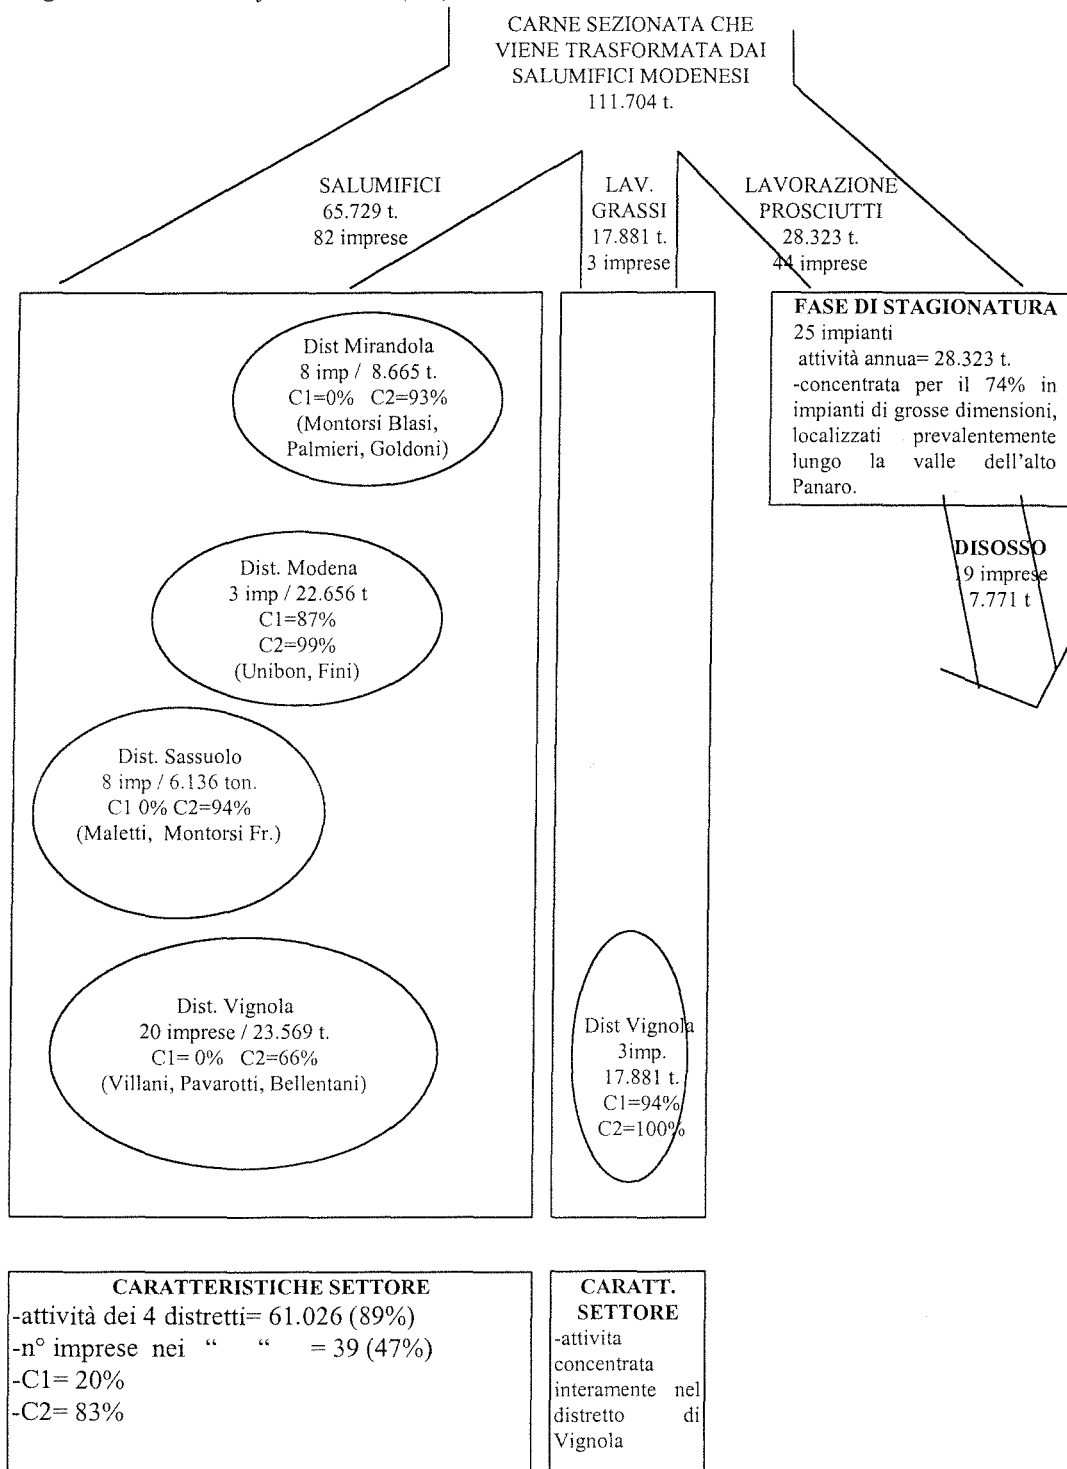 CARNE SEZIONATA CHE
VIENE TRASFORMATA DAI
SALUMIFICI MODENESI
111.704 t.
SALUMIFICI
65.729 t.
82 imprese
LAV.
GRASSI
17.881 t.
3 imprese
LAVORAZIONE
PROSCIUTTI
28.323 t.
44 imprese
Dist Mirandola
8 imp / 8.665 t.
C1=0% C2=93%
(Montorsi Blasi,
Palmieri, Goldoni)
Dist. Modena
3 imp / 22.656 t
C1=87%
C2=99%
(Unibon, Fini)
Dist. Sassuolo
8 imp / 6.136 ton.
C1 0% C2=94%
(Maletti, Montorsi Fr.)
Dist. Vignola
20 imprese / 23.569 t.
C1= 0% C2=66%
(Villani, Pavarotti, Bellentani)
Dist Vignola
3imp.
17.881 t.
C1=94%
C2=100%
FASE DI STAGIONATURA
25 impianti
attività annua= 28.323 t.
-concentrata per il 74% in
impianti di grosse dimensioni,
localizzati prevalentemente
lungo la valle dell'alto
Panaro.
DISOSSO
19 imprese
7.771 t
CARATTERISTICHE SETTORE
-attività dei 4 distretti= 61.026 (89%)
-n° imprese nei “ “ = 39 (47%)
-C1= 20%
-C2= 83%
CARATT.
SETTORE
-attivita
concentrata
interamente nel
distretto di
Vignola